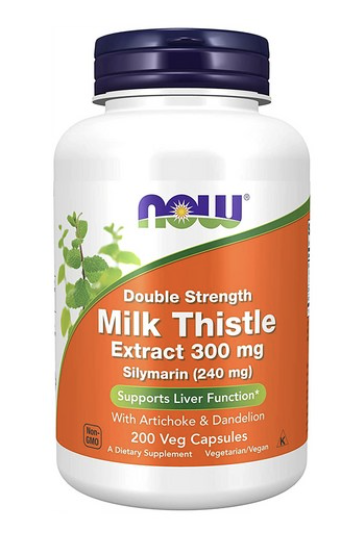 NOW®
Double Strength
Milk Thistle
Extract 300 mg
Silymarin (240 mg)
Supports Liver Function*
With Artichoke & Dandelion
200 Veg Capsules
Non-
GMO
A Dietary Supplement Vegetarian/Vegan
K